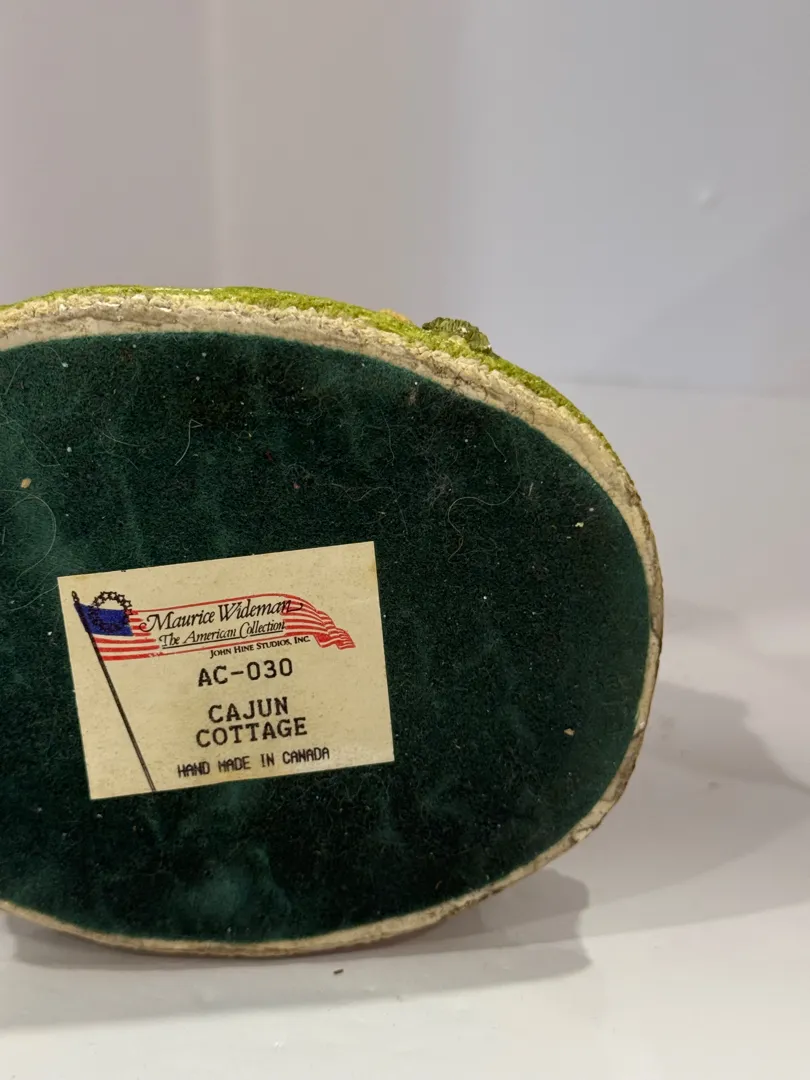 Maurice Wideman
The American Collection
JOHN HINE STUDIOS, INC.
AC-030
CAJUN
COTTAGE
HAND MADE IN CANADA